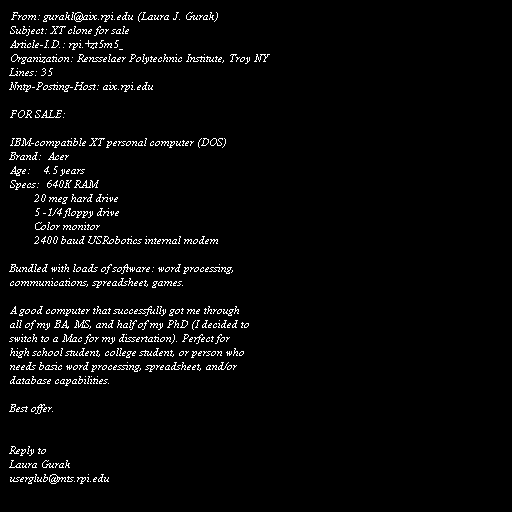 From: gurakl@aix.rpi.edu (Laura J. Gurak)
Subject: XT clone for sale
Article-I.D.: rpi.4zt5m5_
Organization: Rensselaer Polytechnic Institute, Troy NY
Lines: 35
Nntp-Posting-Host: aix.rpi.edu

FOR SALE:

IBM-compatible XT personal computer (DOS)
Brand:  Acer
Age:    4.5 years
Specs:  640K RAM
        20 meg hard drive
        5 -1/4 floppy drive
        Color monitor
        2400 baud USRobotics internal modem

Bundled with loads of software: word processing,
communications, spreadsheet, games.

A good computer that successfully got me through
all of my BA, MS, and half of my PhD (I decided to
switch to a Mac for my dissertation). Perfect for
high school student, college student, or person who
needs basic word processing, spreadsheet, and/or
database capabilities.

Best offer.

Reply to
Laura Gurak
userglub@mts.rpi.edu